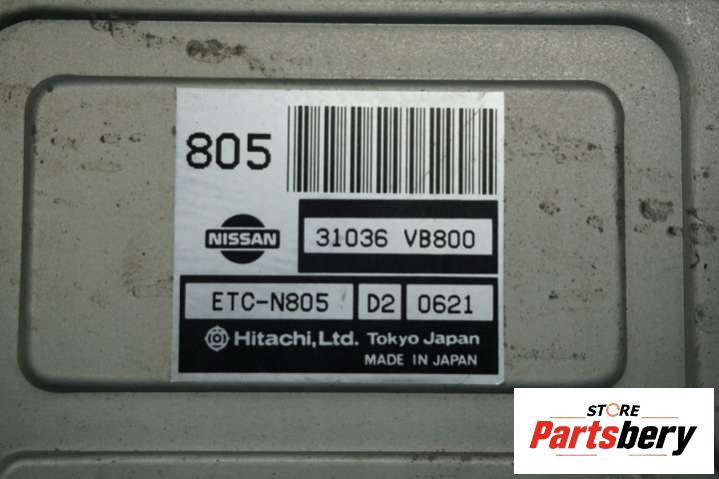 805
NISSAN
31036 VB800
ETC-N805 D2 0621
Hitachi, Ltd. Tokyo Japan
MADE IN JAPAN
STORE
Partsbery